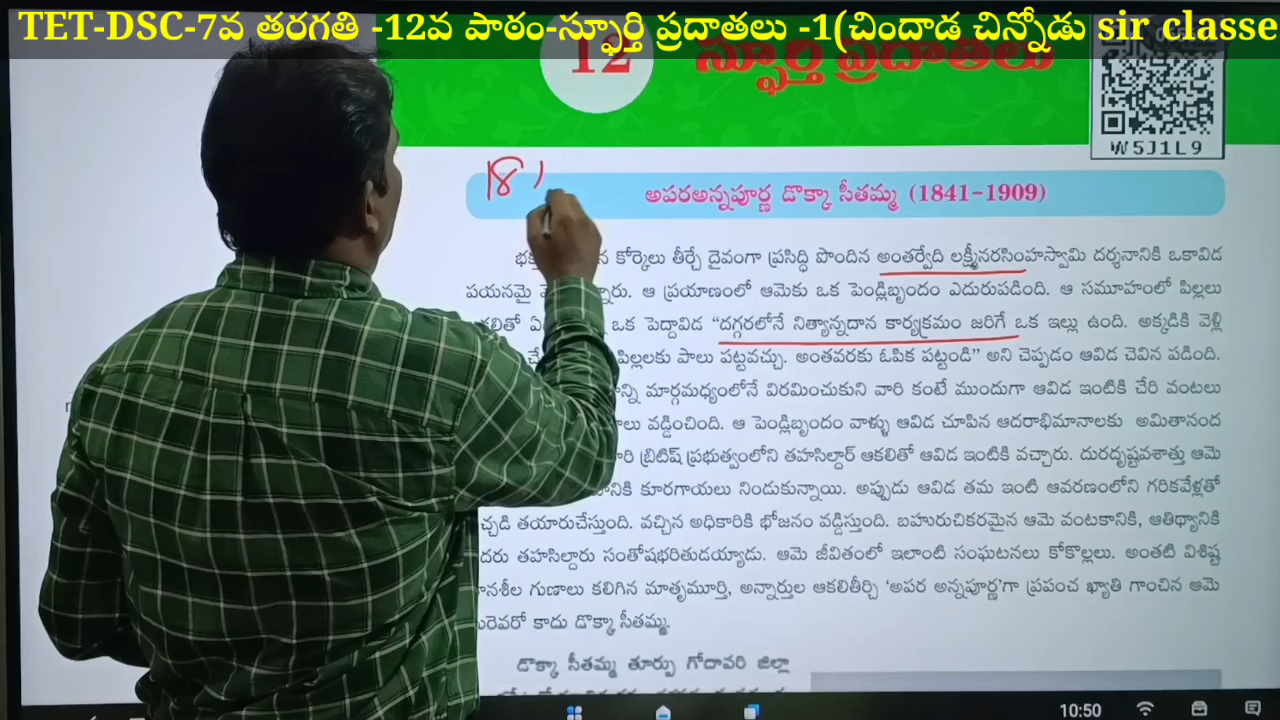 TET-DSC-7వ తరగతి -12వ పాఠం-స్ఫూర్తి ప్రదాతలు -1(చిందాడ చిన్నోడు sir classe
12 స్ఫూర్తి ప్రదాతలు
W5J1L9
18
అపరఅన్నపూర్ణ డొక్కా సీతమ్మ (1841-1909)
కోర్కెలు తీర్చే దైవంగా ప్రసిద్ధి పొందిన అంతర్వేది లక్ష్మీనరసింహస్వామి దర్శనానికి ఒకావిడ
పయనమై ఆ ప్రయాణంలో ఆమెకు ఒక పెండ్లిబృందం ఎదురుపడింది. ఆ సమూహంలో పిల్లలు
ఒక పెద్దావిడ “దగ్గరలోనే నిత్యాన్నదాన కార్యక్రమం జరిగే ఒక ఇల్లు ఉంది. అక్కడికి వెళ్లి
పిల్లలకు పాలు పట్టవచ్చు. అంతవరకు ఓపిక పట్టండి” అని చెప్పడం ఆవిడ చెవిన పడింది.
మార్గమధ్యంలోనే విరమించుకుని వారి కంటే ముందుగా ఆవిడ ఇంటికి చేరి వంటలు
వడ్డించింది. ఆ పెండ్లిబృందం వాళ్ళు ఆవిడ చూపిన ఆదరాభిమానాలకు అమితానంద
బ్రిటిష్ ప్రభుత్వంలోని తహసిల్దార్ ఆకలితో ఆవిడ ఇంటికి వచ్చారు. దురదృష్టవశాత్తు ఆమె
కూరగాయలు నిండుకున్నాయి. అప్పుడు ఆవిడ తమ ఇంటి ఆవరణంలోని గరికవేళ్లతో
తయారుచేస్తుంది. వచ్చిన అధికారికి భోజనం వడ్డిస్తుంది. బహురుచికరమైన ఆమె వంటకానికి, ఆతిథ్యానికి
తహసిల్దారు సంతోషభరితుడయ్యాడు. ఆమె జీవితంలో ఇలాంటి సంఘటనలు కోకొల్లలు. అంతటి విశిష్ట
గుణాలు కలిగిన మాతృమూర్తి, అన్నార్తుల ఆకలితీర్చి ‘అపర అన్నపూర్ణ’గా ప్రపంచ ఖ్యాతి గాంచిన ఆమె
కాదు డొక్కా సీతమ్మ.
డొక్కా సీతమ్మ తూర్పు గోదావరి జిల్లా
10:50